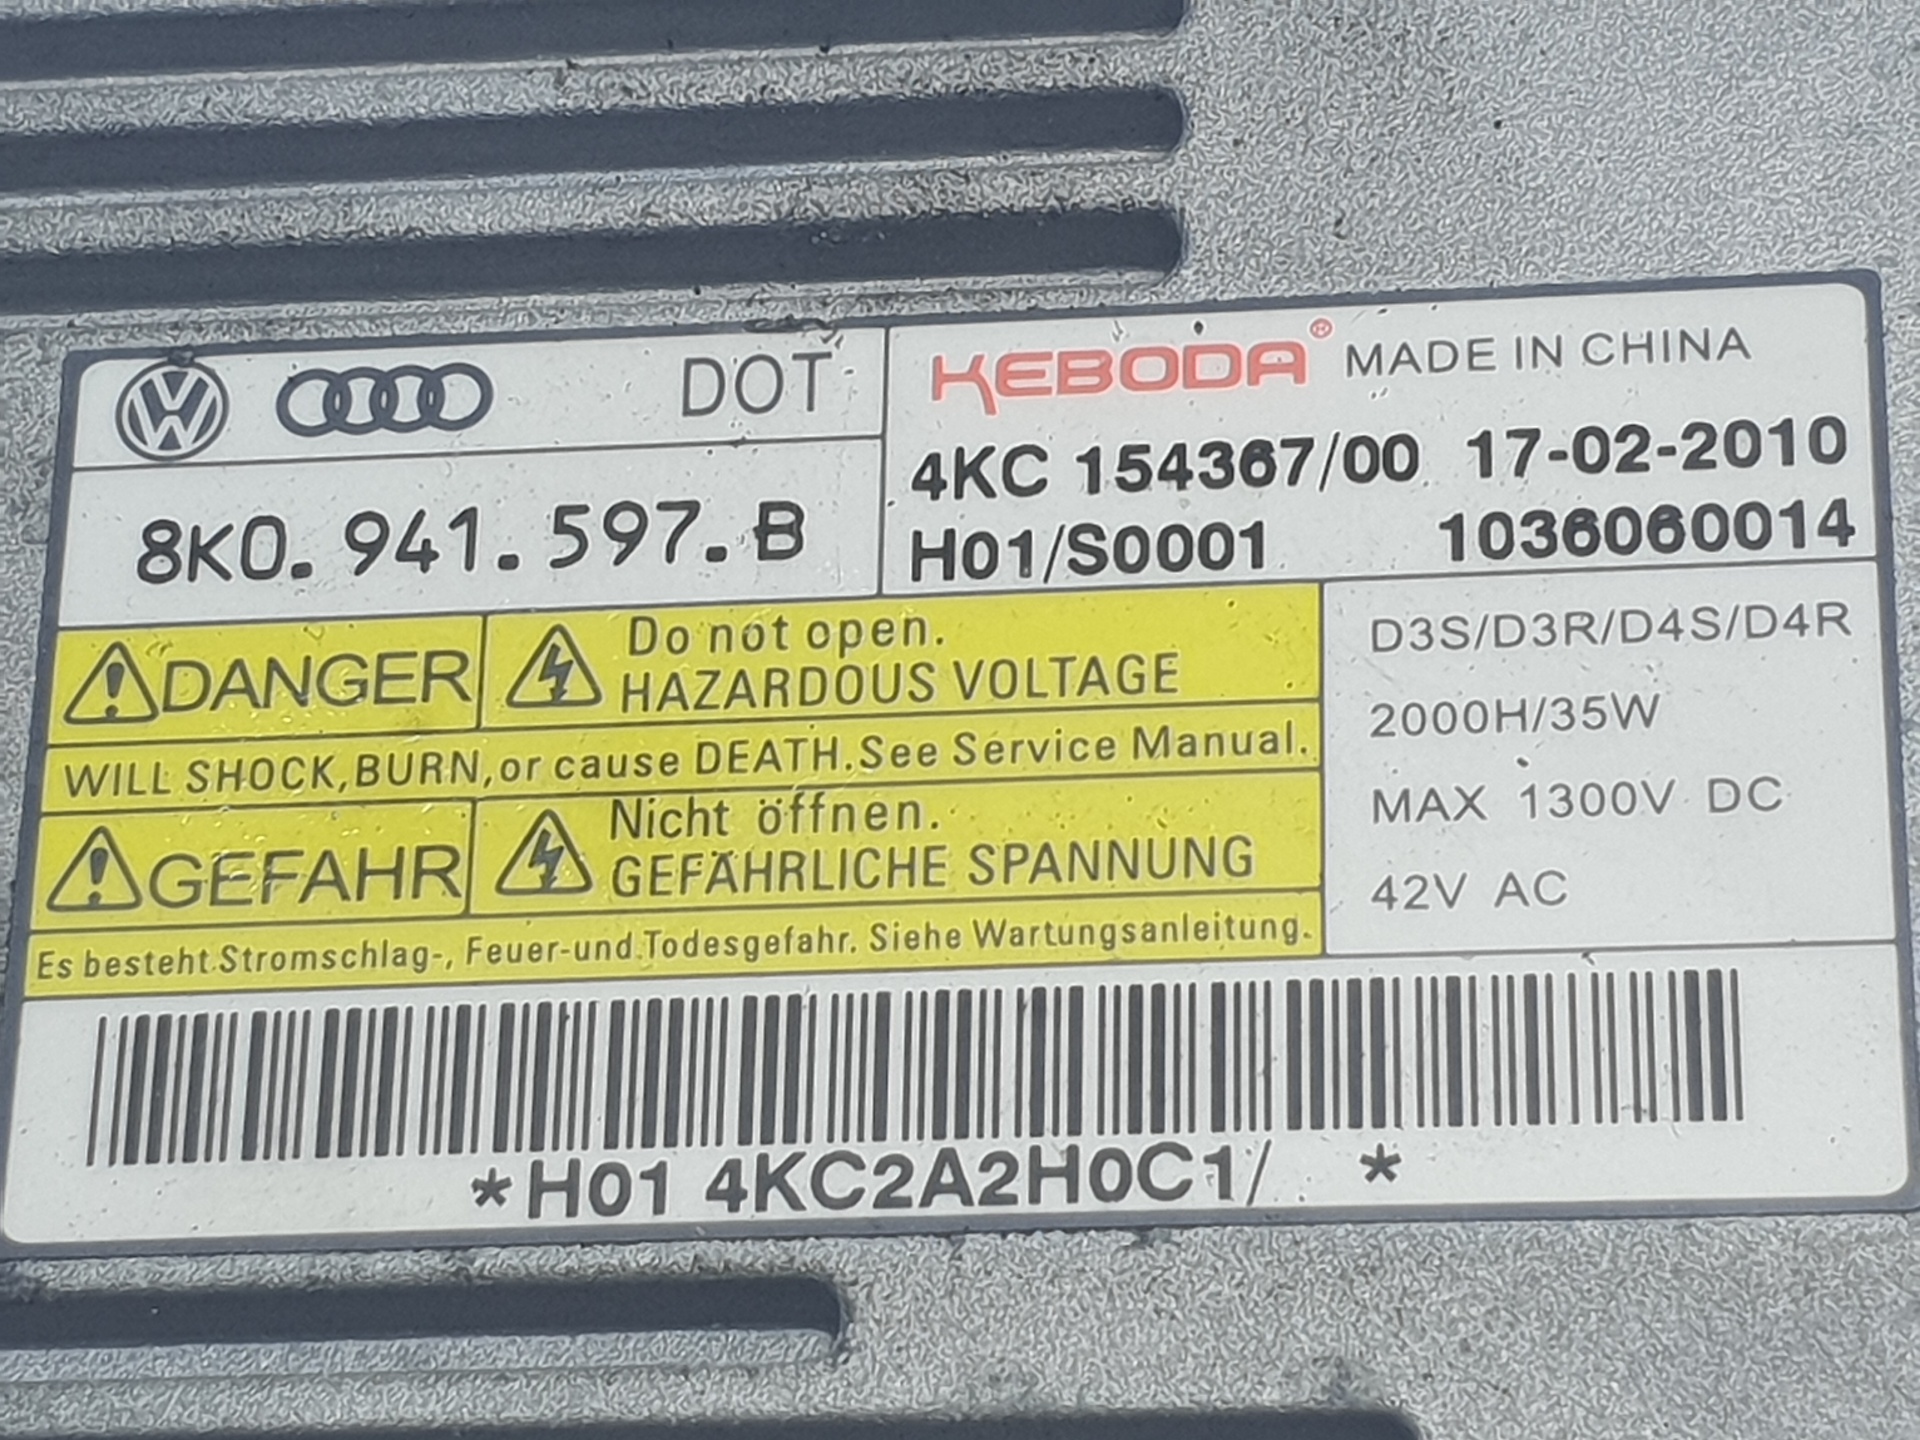 DOT
8K0.941.597.B
KEBODA® MADE IN CHINA
4KC 154367/00 17-02-2010
H01/S0001 1036060014
DANGER
Do not open.
HAZARDOUS VOLTAGE
WILL SHOCK,BURN,or cause DEATH.See Service Manual.
GEFAHR
Nicht öffnen.
GEFÄHRLICHE SPANNUNG
Es besteht Stromschlag-, Feuer-und Todesgefahr. Siehe Wartungsanleitung.
D3S/D3R/D4S/D4R
2000H/35W
MAX 1300V DC
42V AC
*H01 4KC2A2H0C1/ *